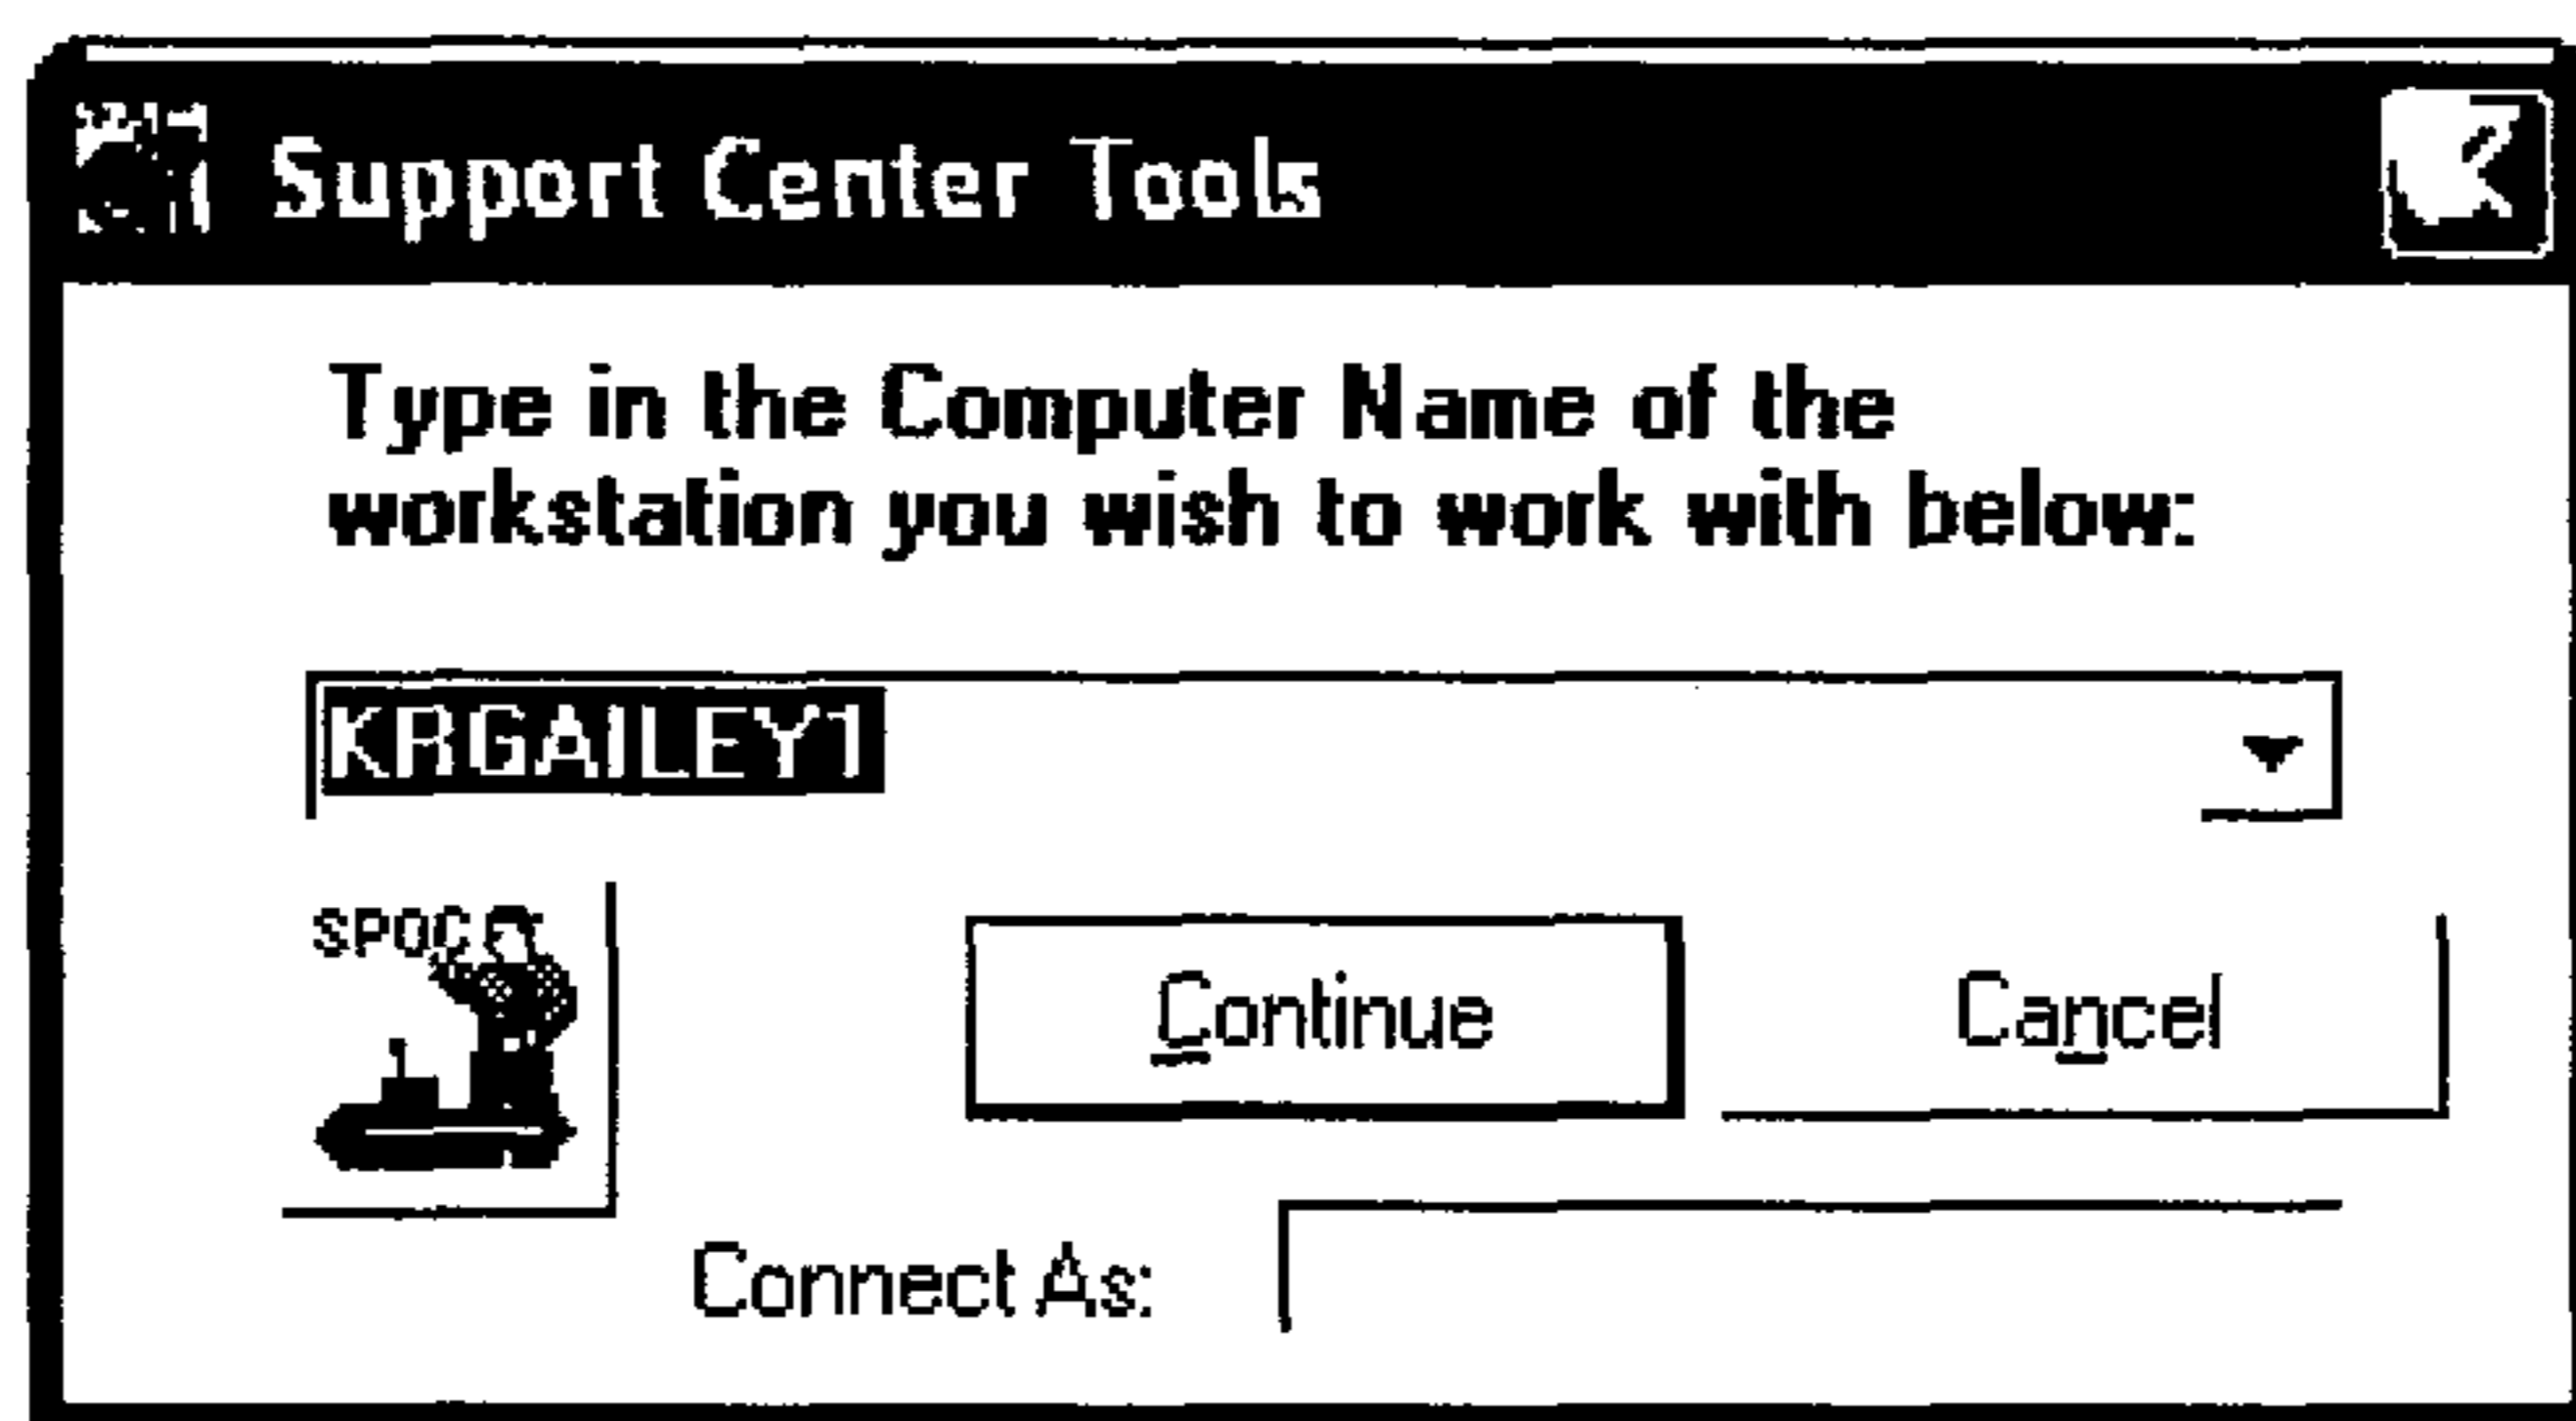 Support Center Tools
Type in the Computer Name of the
workstation you wish to work with below:
KRGAILEY1
SPOC
Continue
Cancel
Connect As: